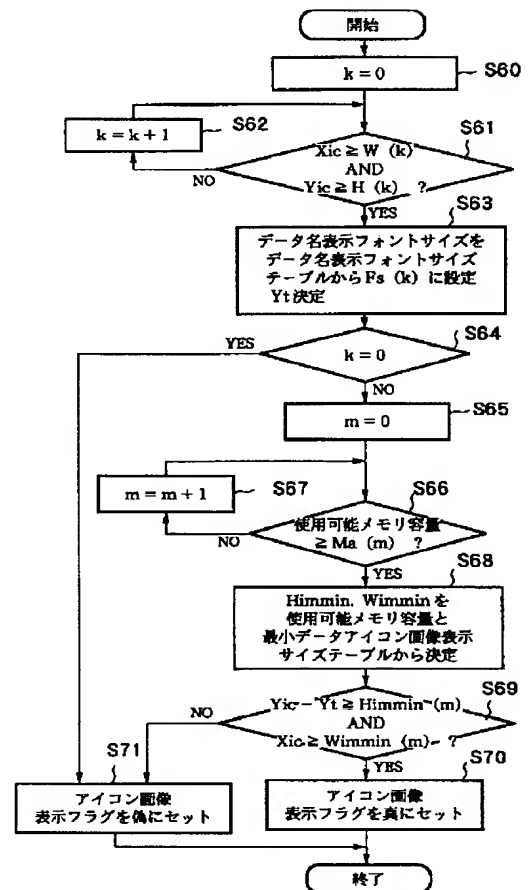 開始
k = 0
S60
k = k + 1
S62
S61
Xic ≧ W (k)
AND
Yic ≧ H (k) ?
NO
YES
S63
データ名表示フォントサイズを
データ名表示フォントサイズ
テーブルからFs (k) に設定
Yt決定
S64
YES
k = 0
NO
S65
m = 0
m = m + 1
S67
S66
使用可能メモリ容量
≧ Ma (m) ?
NO
YES
S68
Himmin, Wimminを
使用可能メモリ容量と
最小データアイコン画像表示
サイズテーブルから決定
S69
Yic − Yt ≧ Himmin (m)
AND
Xic ≧ Wimmin (m) ?
NO
YES
S71
S70
アイコン画像
表示フラグを偽にセット
アイコン画像
表示フラグを真にセット
終了